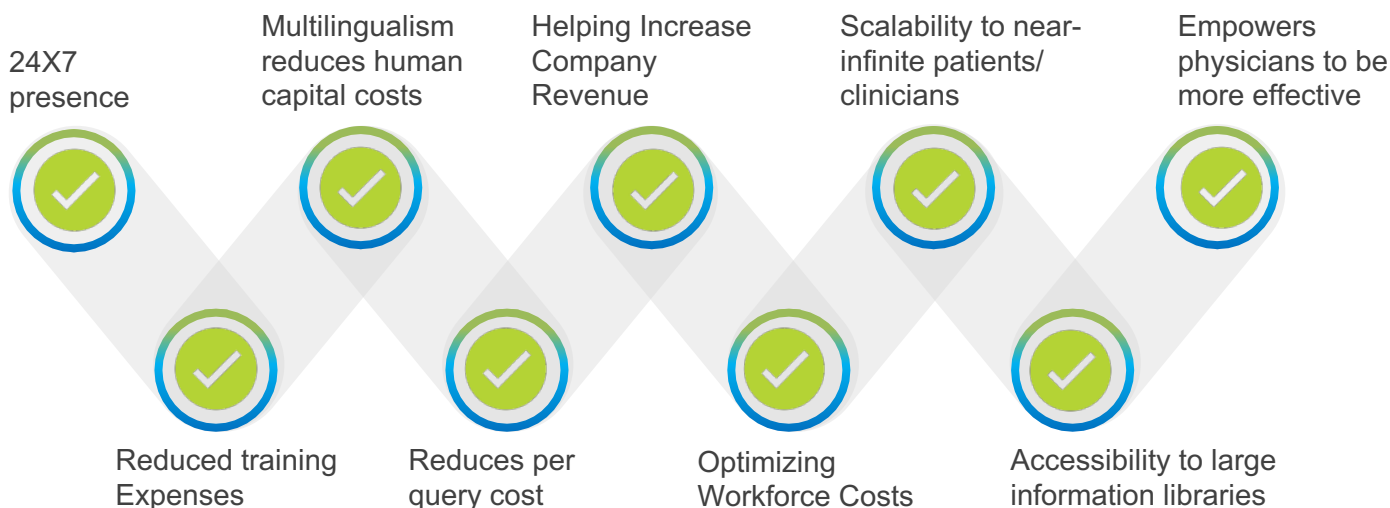 24X7
presence
Multilingualism
reduces human
capital costs
Helping Increase
Company
Revenue
Scalability to near-
infinite patients/
clinicians
Empowers
physicians to be
more effective
Reduced training
Expenses
Reduces per
query cost
Optimizing
Workforce Costs
Accessibility to large
information libraries